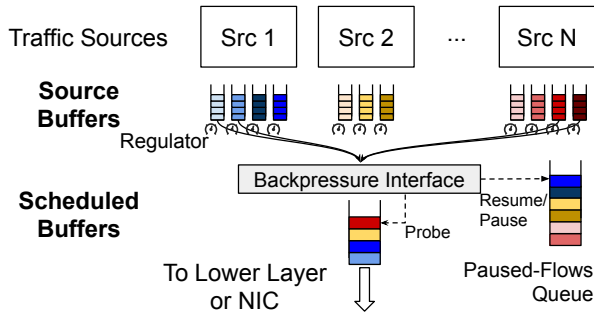 Traffic Sources
Src 1
Src 2
...
Src N
Source
Buffers
Regulator
Backpressure Interface
Scheduled
Buffers
Resume/
Pause
Probe
To Lower Layer
or NIC
Paused-Flows
Queue